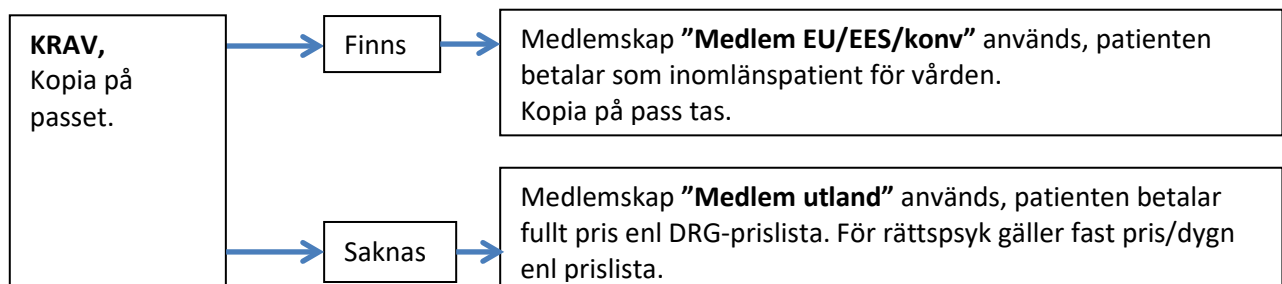 KRAV,
Kopia på
passet.
Finns
Medlemskap ”Medlem EU/EES/konv” används, patienten
betalar som inomlänspatient för vården.
Kopia på pass tas.
Saknas
Medlemskap ”Medlem utland” används, patienten betalar
fullt pris enl DRG-prislista. För rättspsyk gäller fast pris/dygn
enl prislista.